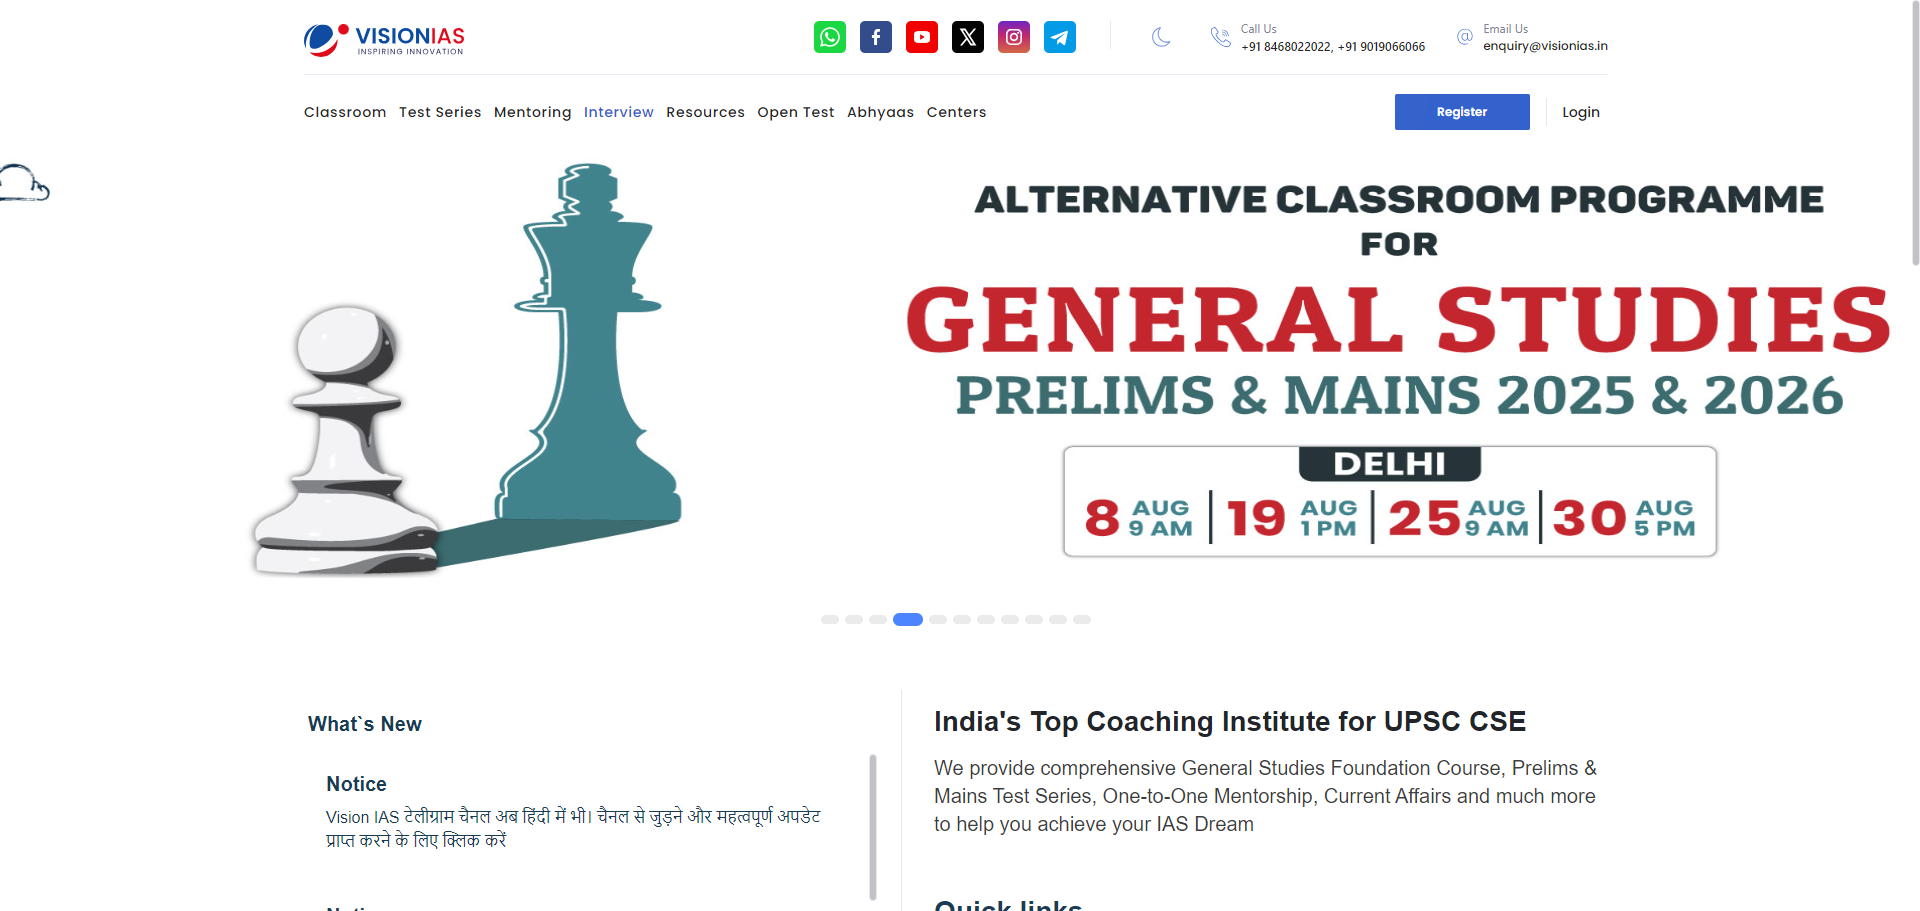 VISIONIAS
INSPIRING INNOVATION
Call Us
+91 8468022022, +91 9019066066
Email Us
enquiry@visionias.in
Classroom Test Series Mentoring Interview Resources Open Test Abhyaas Centers
Register
Login
ALTERNATIVE CLASSROOM PROGRAMME
FOR
GENERAL STUDIES
PRELIMS & MAINS 2025 & 2026
DELHI
8 AUG 9 AM | 19 AUG 1 PM | 25 AUG 9 AM | 30 AUG 5 PM
What`s New
Notice
Vision IAS टेलीग्राम चैनल अब हिंदी में भी। चैनल से जुड़ने और महत्वपूर्ण अपडेट
प्राप्त करने के लिए क्लिक करें
India's Top Coaching Institute for UPSC CSE
We provide comprehensive General Studies Foundation Course, Prelims &
Mains Test Series, One-to-One Mentorship, Current Affairs and much more
to help you achieve your IAS Dream
Quick links